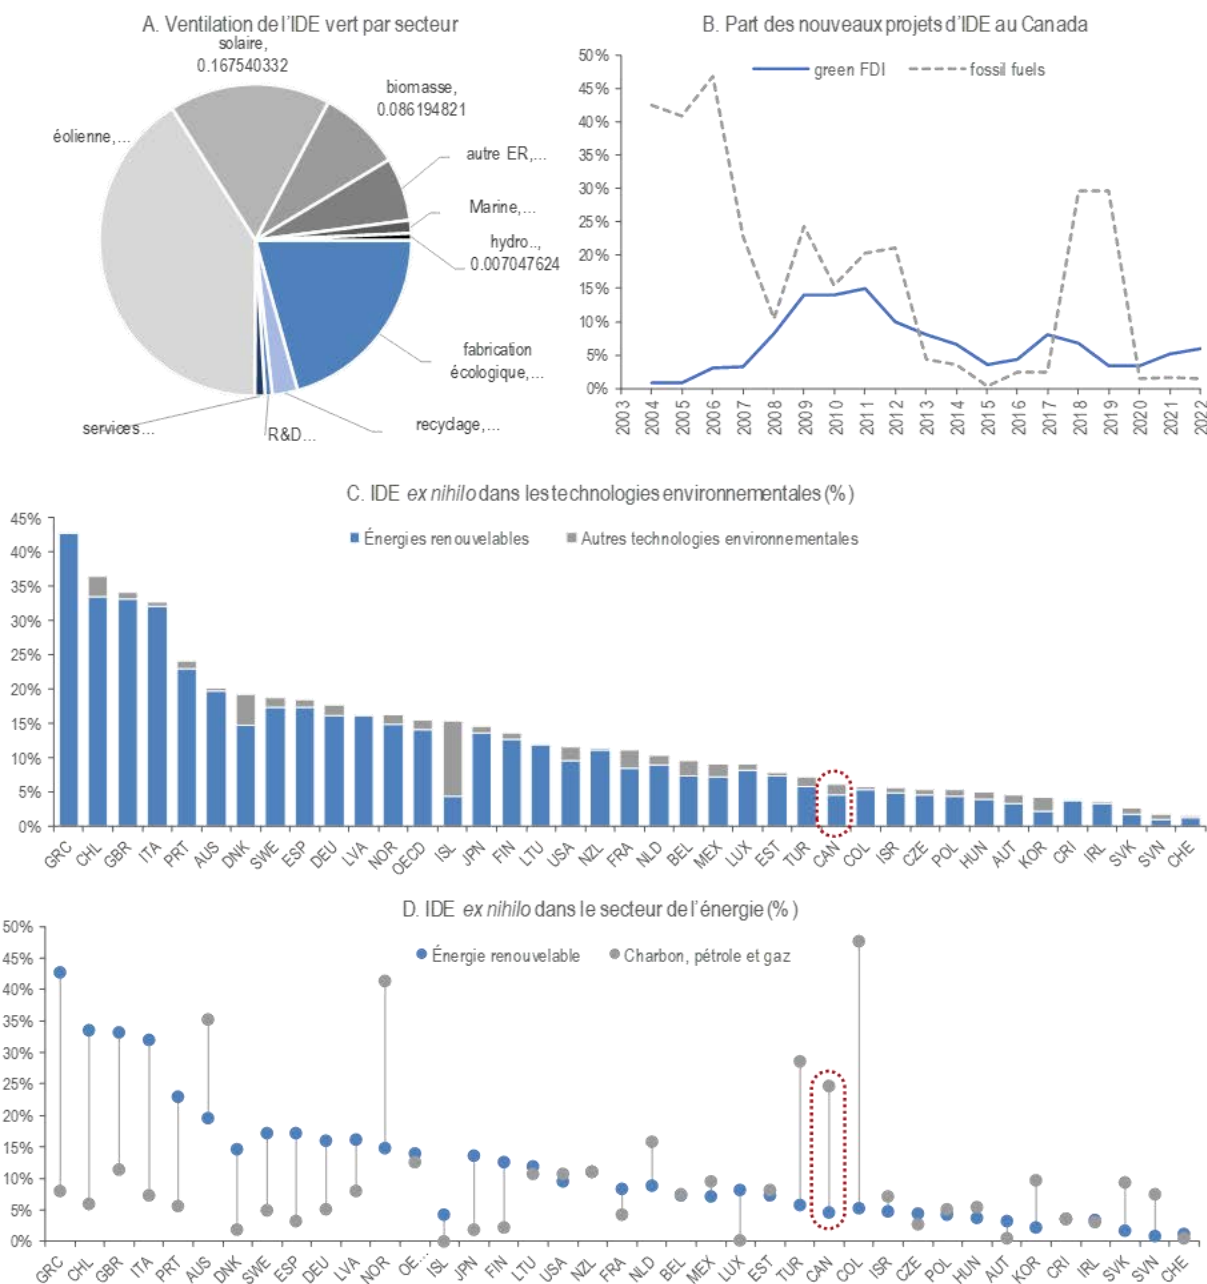 A. Ventilation de l'IDE vert par secteur
solaire,
0.167540332
biomasse,
0.086194821
éolienne,...
autre ER,...
Marine,...
hydro..,
0.007047624
fabrication
écologique,...
recyclage,...
R&D...
services...
B. Part des nouveaux projets d'IDE au Canada
green FDI
fossil fuels
50%
45%
40%
35%
30%
25%
20%
15%
10%
5%
0%
2003
2004
2005
2006
2007
2008
2009
2010
2011
2012
2013
2014
2015
2016
2017
2018
2019
2020
2021
2022
C. IDE ex nihilo dans les technologies environnementales (%)
Énergies renouvelables
Autres technologies environnementales
45%
40%
35%
30%
25%
20%
15%
10%
5%
0%
GRC
CHL
GBR
ITA
PRT
AUS
DNK
SWE
ESP
DEU
LVA
NOR
OECD
ISL
JPN
FIN
LTU
USA
NZL
FRA
NLD
BEL
MEX
LUX
EST
TUR
CAN
COL
ISR
CZE
POL
HUN
AUT
KOR
CRI
IRL
SVK
SVN
CHE
D. IDE ex nihilo dans le secteur de l'énergie (%)
Énergie renouvelable
Charbon, pétrole et gaz
50%
45%
40%
35%
30%
25%
20%
15%
10%
5%
0%
GRC
CHL
GBR
ITA
PRT
AUS
DNK
SWE
ESP
DEU
LVA
NOR
OE...
ISL
JPN
FIN
LTU
USA
NZL
FRA
NLD
BEL
MEX
LUX
EST
TUR
CAN
COL
ISR
CZE
POL
HUN
AUT
KOR
CRI
IRL
SVK
SVN
CHE